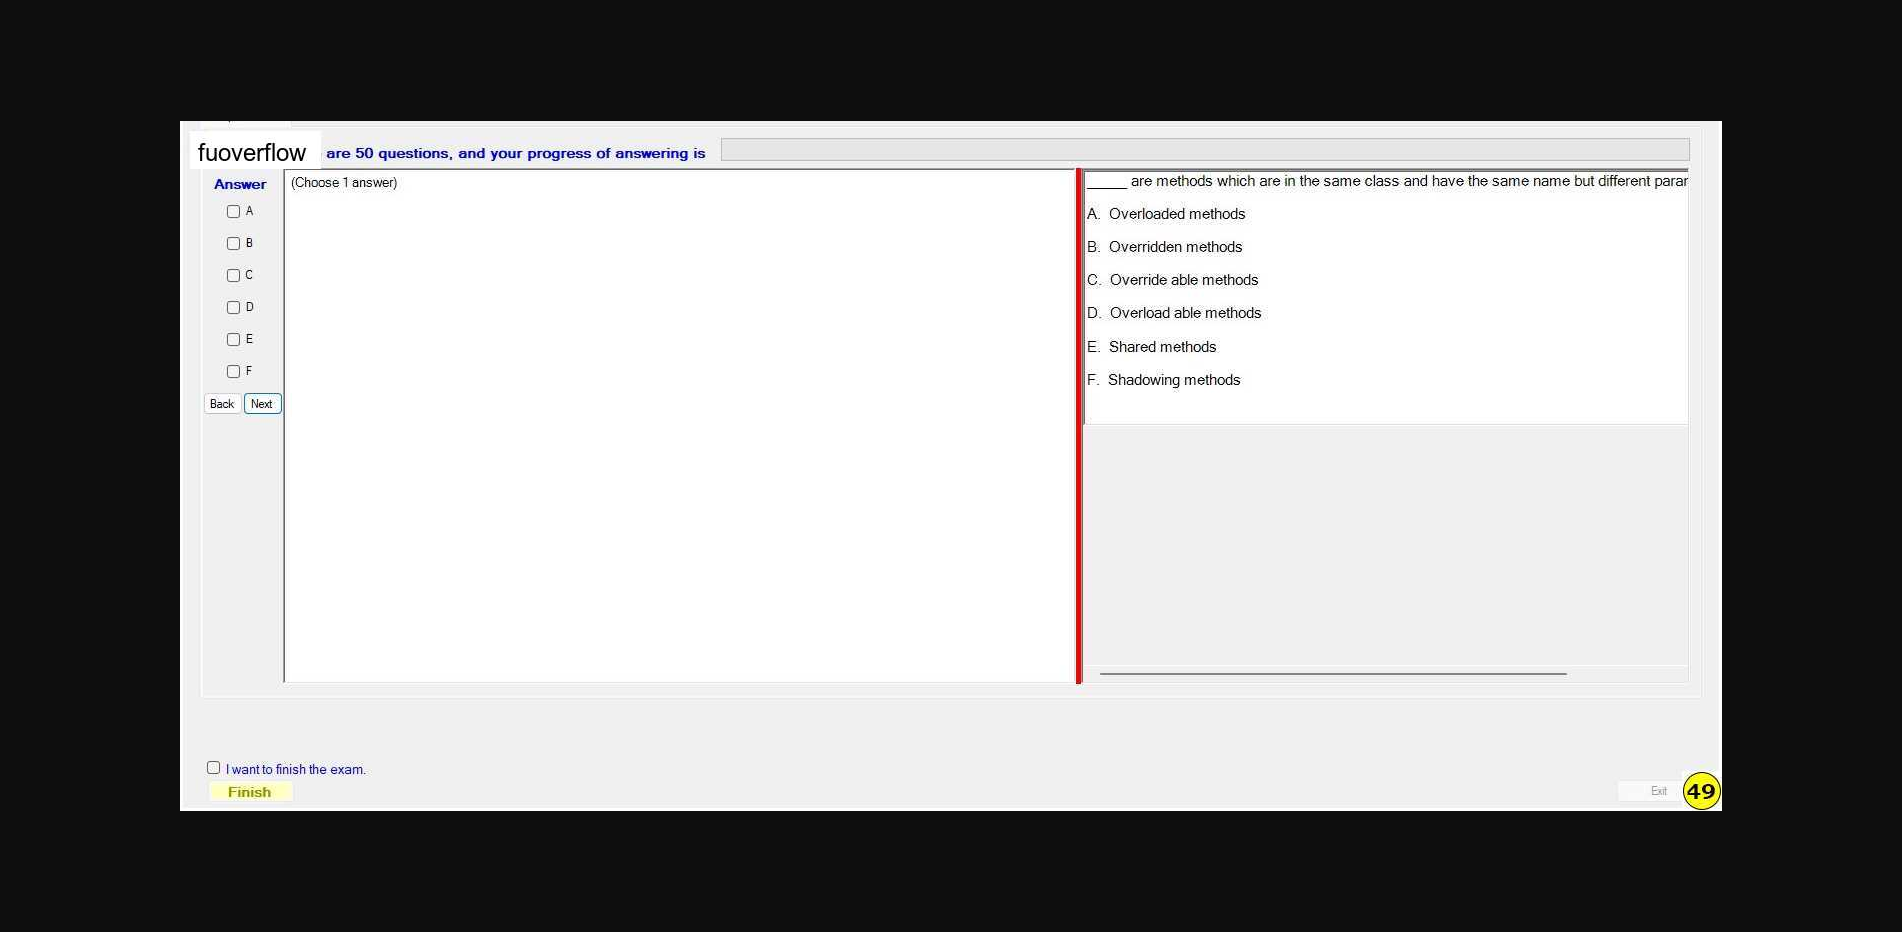 fuoverflow are 50 questions, and your progress of answering is
Answer
A
B
C
D
E
F
Back Next
(Choose 1 answer)
_____ are methods which are in the same class and have the same name but different
A. Overloaded methods
B. Overridden methods
C. Override able methods
D. Overload able methods
E. Shared methods
F. Shadowing methods
I want to finish the exam.
Finish
Exit
49